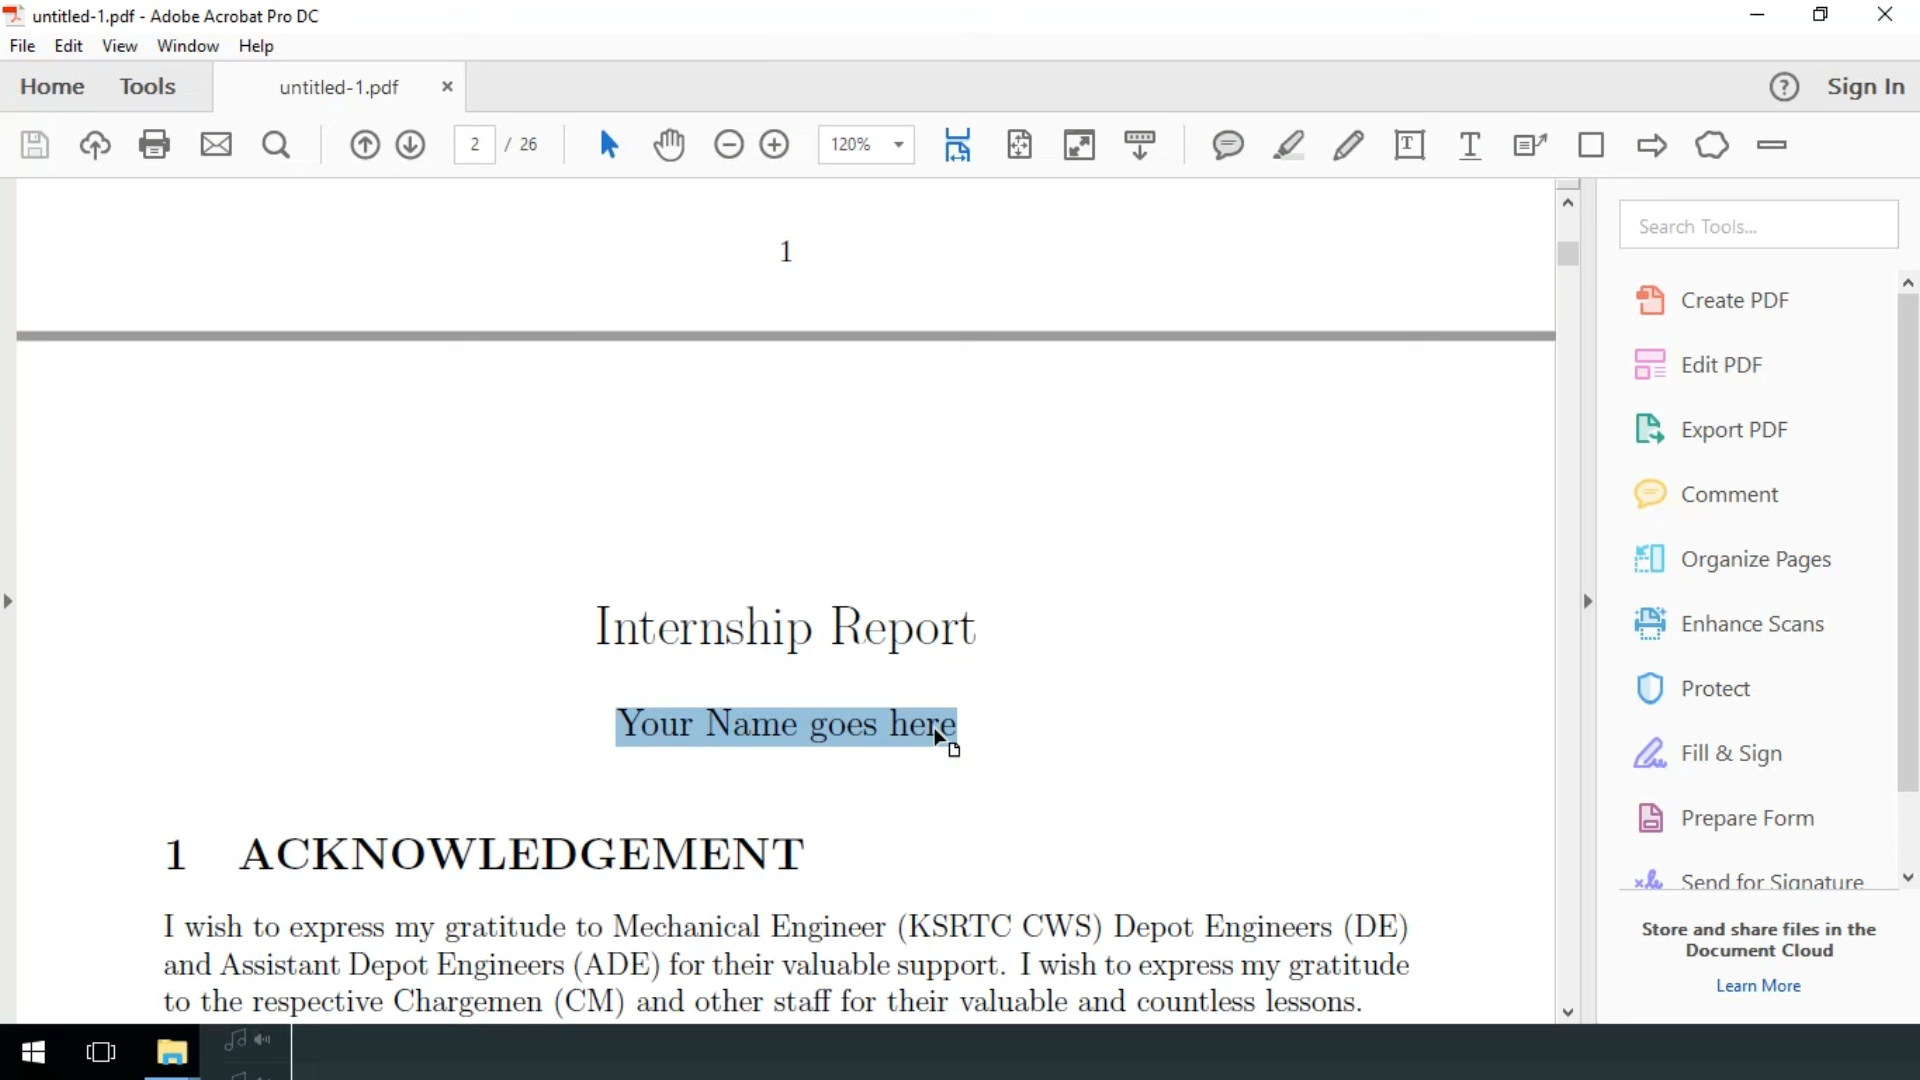 untitled-1.pdf - Adobe Acrobat Pro DC
File Edit View Window Help
Home Tools untitled-1.pdf × ? Sign In
2 / 26 120%
1
Internship Report
Your Name goes here
1 ACKNOWLEDGEMENT
I wish to express my gratitude to Mechanical Engineer (KSRTC CWS) Depot Engineers (DE)
and Assistant Depot Engineers (ADE) for their valuable support. I wish to express my gratitude
to the respective Chargemen (CM) and other staff for their valuable and countless lessons.
Search Tools...
Create PDF
Edit PDF
Export PDF
Comment
Organize Pages
Enhance Scans
Protect
Fill & Sign
Prepare Form
Send for Signature
Store and share files in the
Document Cloud
Learn More